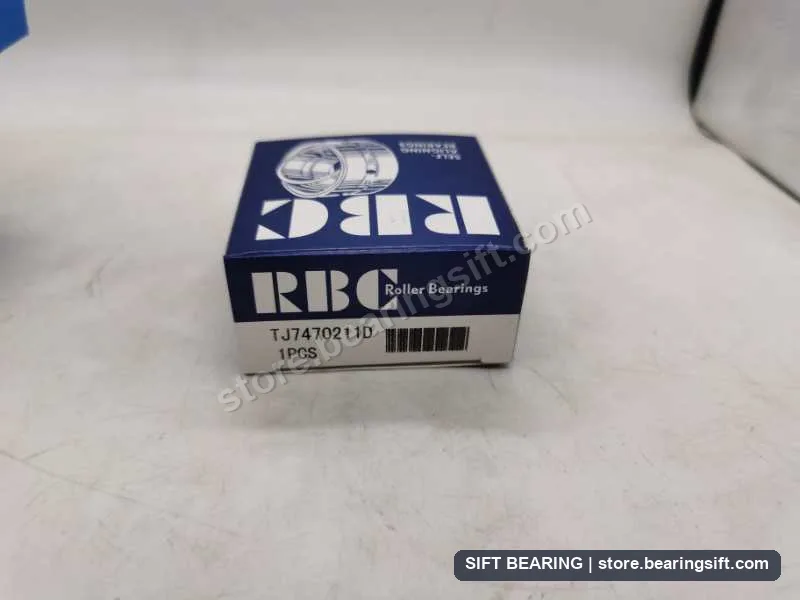 SELF-
ALIGNING
BEARINGS
RBC
RBC Roller Bearings
TJ7470211D
1PCS
store.bearingsift.com
SIFT BEARING | store.bearingsift.com